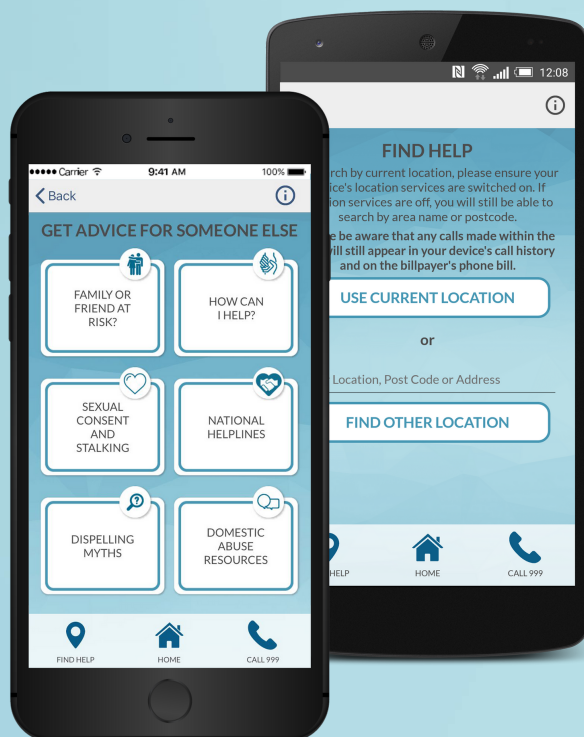 Carrier
9:41 AM
100%
Back
GET ADVICE FOR SOMEONE ELSE
FAMILY OR
FRIEND AT
RISK?
HOW CAN
I HELP?
SEXUAL
CONSENT
AND
STALKING
NATIONAL
HELPLINES
DISPELLING
MYTHS
DOMESTIC
ABUSE
RESOURCES
FIND HELP
HOME
CALL 999
12:08
FIND HELP
by current location, please ensure your
location services are switched on. If
services are off, you will still be able to
search by area name or postcode.
be aware that any calls made within the
will still appear in your device's call history
and on the billpayer's phone bill.
USE CURRENT LOCATION
or
Location, Post Code or Address
FIND OTHER LOCATION
HELP
HOME
CALL 999